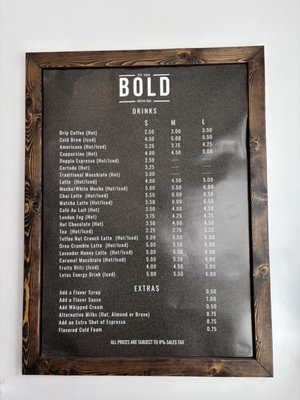 BOLD
COFFEE BAR
DRINKS
S M L
Drip Coffee (Hot) 2.50 3.00 3.50
Cold Brew (Iced) 4.50 5.00 5.50
Americano (Hot/Iced) 3.25 3.75 4.25
Cappuccino (Hot) 4.00 4.50 5.00
Doppio Espresso (Hot/Iced) 2.50 ---- ----
Cortado (Hot) 3.25 ---- ----
Traditional Macchiato (Hot) 3.00 ---- ----
Latte (Hot/Iced) 4.00 4.50 5.00
Mocha/White Mocha (Hot/Iced) 5.00 5.50 6.00
Chai Latte (Hot/Iced) 5.00 5.50 6.00
Matcha Latte (Hot/Iced) 5.00 5.50 6.00
Café Au Lait (Hot) 3.50 4.00 4.50
London Fog (Hot) 3.75 4.25 4.75
Hot Chocolate (Hot) 3.50 4.00 4.50
Tea (Hot/Iced) 2.25 2.75 3.25
Toffee Nut Crunch Latte (Hot/Iced) 5.00 5.50 6.00
Oreo Crumble Latte (Hot/Iced) 5.00 5.50 6.00
Lavender Honey Latte (Hot/Iced) 5.00 5.50 6.00
Caramel Macchiato (Hot/Iced) 5.00 5.50 6.00
Fruity Blitz (Iced) 4.00 4.50 5.00
Lotus Energy Drink (Iced) 5.00 5.50 6.00
EXTRAS
Add a Flavor Syrup 0.50
Add a Flavor Sauce 1.00
Add Whipped Cream 0.50
Alternative Milks (Oat, Almond or Breve) 0.75
Add an Extra Shot of Espresso 0.75
Flavored Cold Foam 0.75
ALL PRICES ARE SUBJECT TO 8% SALES TAX